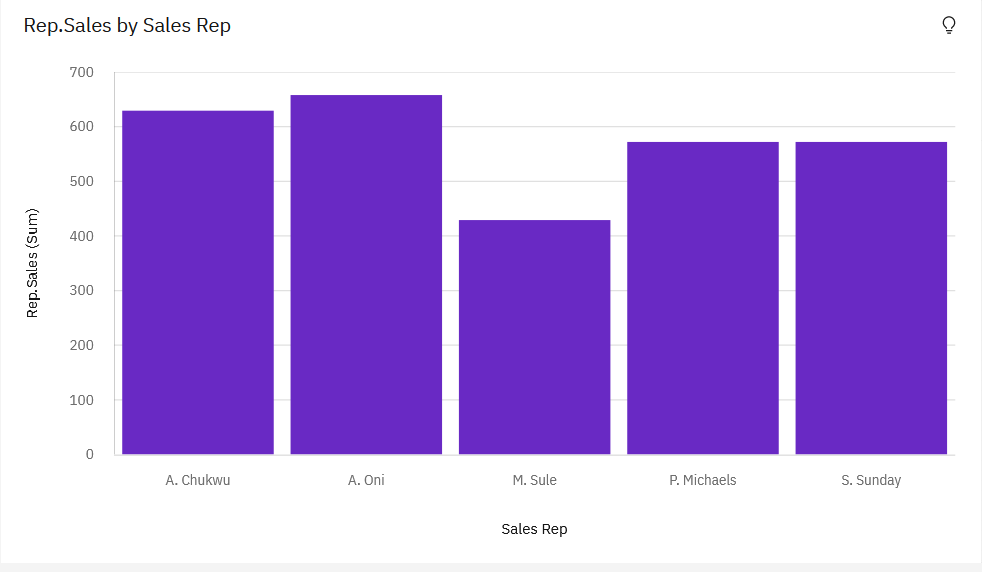 Rep.Sales by Sales Rep
700
600
500
400
300
200
100
0
Rep.Sales (Sum)
A. Chukwu
A. Oni
M. Sule
P. Michaels
S. Sunday
Sales Rep